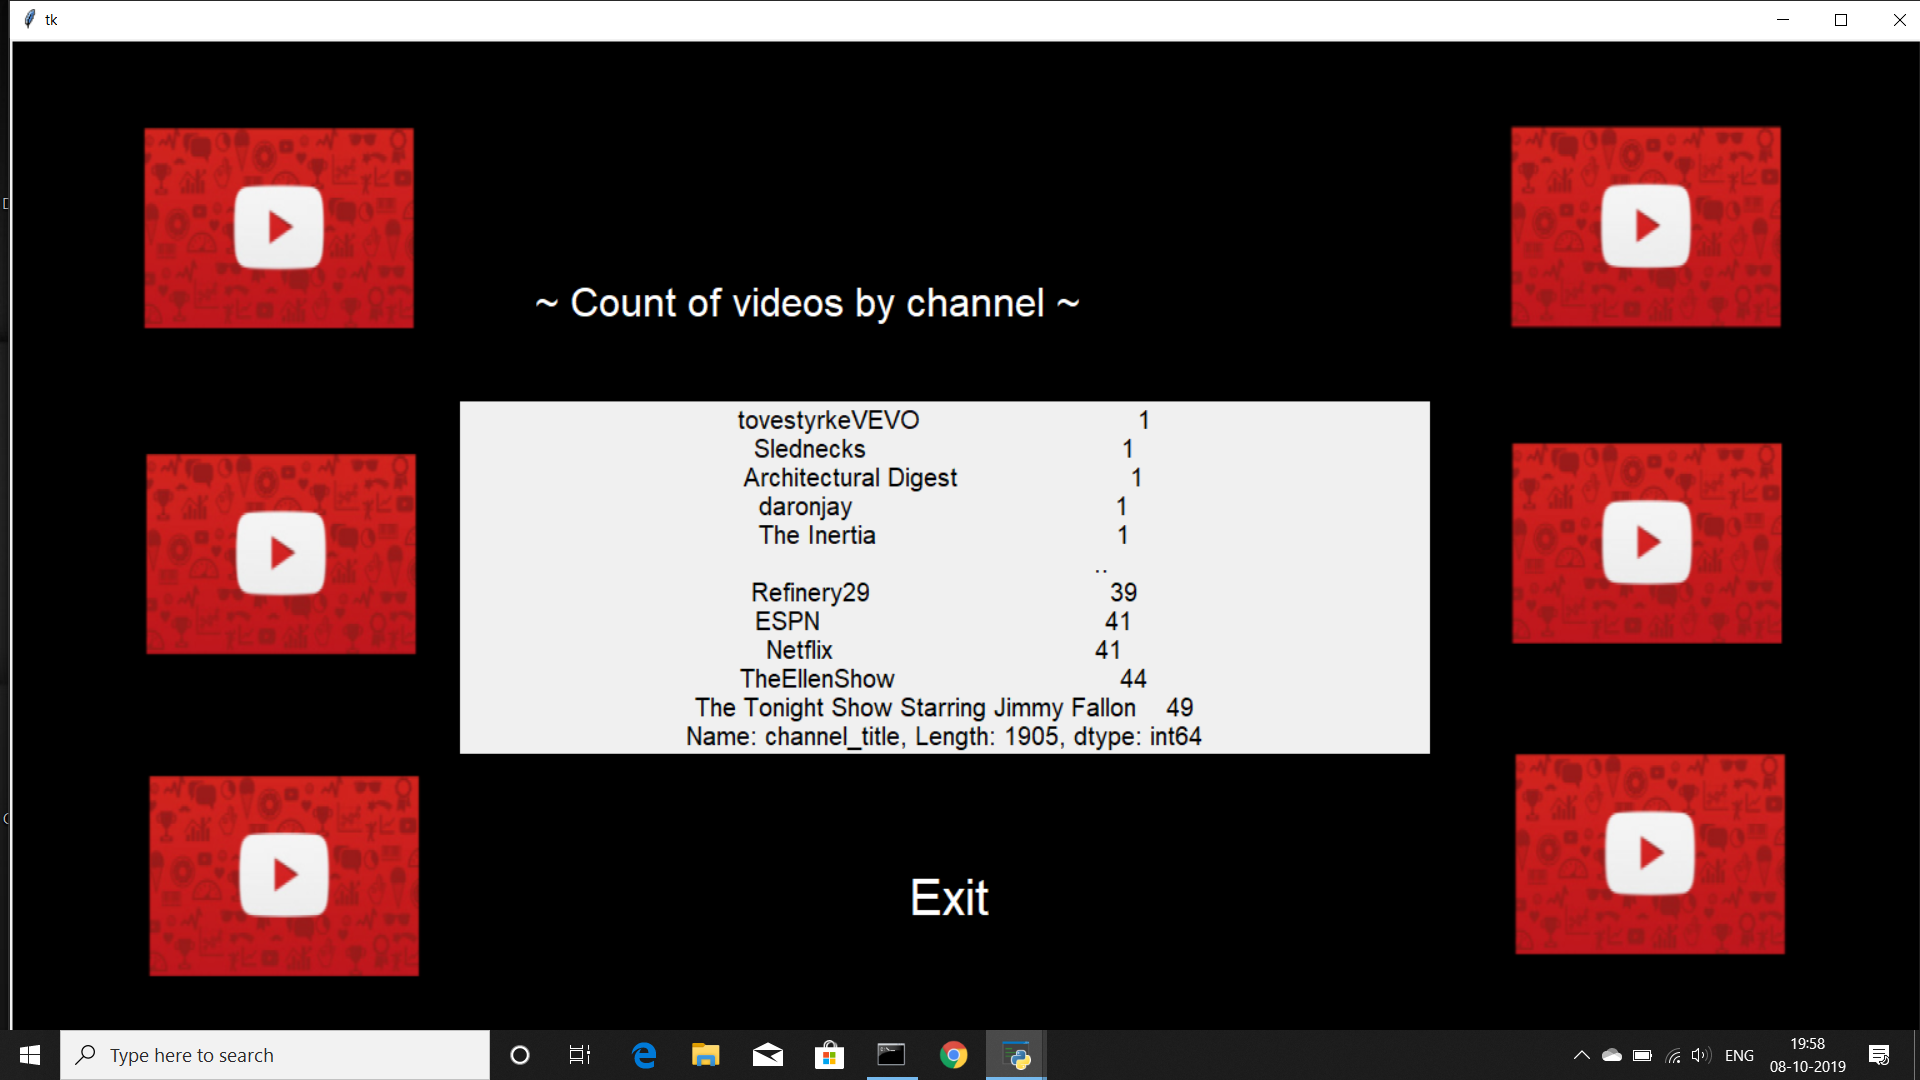 tk
~ Count of videos by channel ~
tovestyrkeVEVO 1
Slednecks 1
Architectural Digest 1
daronjay 1
The Inertia 1
..
Refinery29 39
ESPN 41
Netflix 41
TheEllenShow 44
The Tonight Show Starring Jimmy Fallon 49
Name: channel_title, Length: 1905, dtype: int64
Exit
Type here to search
ENG
19:58
08-10-2019